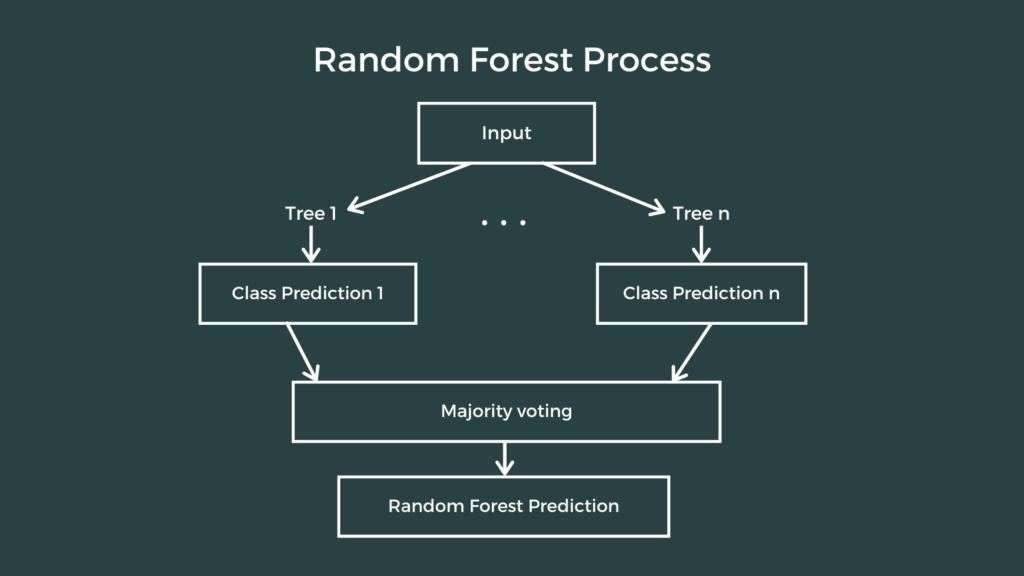 Random Forest Process
Input
Tree 1
. . .
Tree n
Class Prediction 1
Class Prediction n
Majority voting
Random Forest Prediction